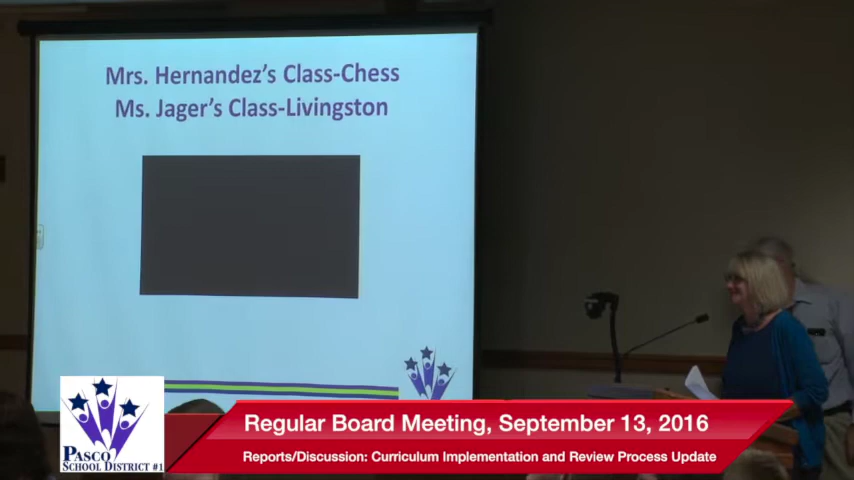 Mrs. Hernandez's Class-Chess
Ms. Jager's Class-Livingston
Regular Board Meeting, September 13, 2016
Reports/Discussion: Curriculum Implementation and Review Process Update
PASCO
SCHOOL DISTRICT #1